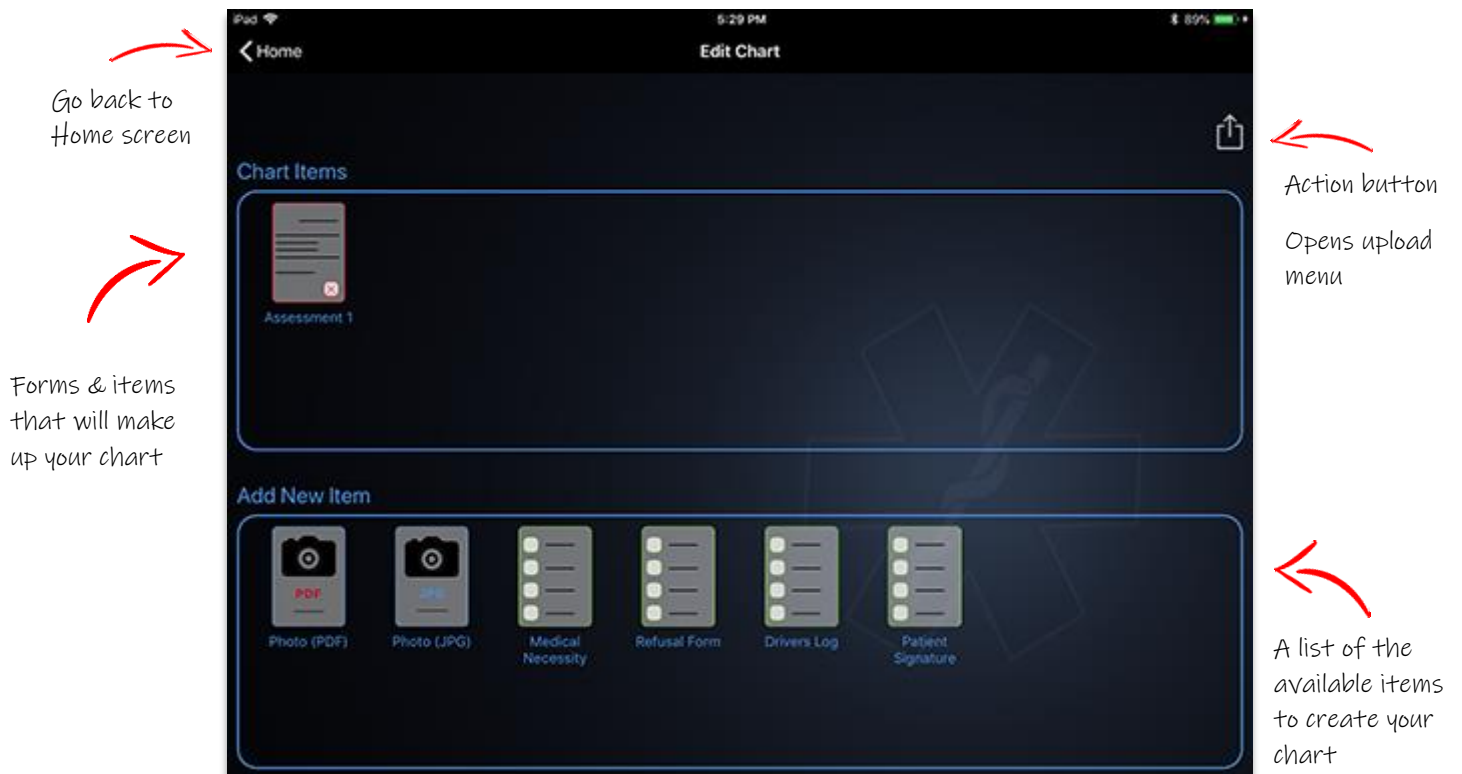 iPad
5:29 PM
89%
Home
Edit Chart
Go back to
Home screen
Action button
Opens upload
menu
Chart Items
Assessment 1
Forms & items
that will make
up your chart
Add New Item
PDF
JPG
Photo (PDF)
Photo (JPG)
Medical
Necessity
Refusal Form
Drivers Log
Patient
Signature
A list of the
available items
to create your
chart